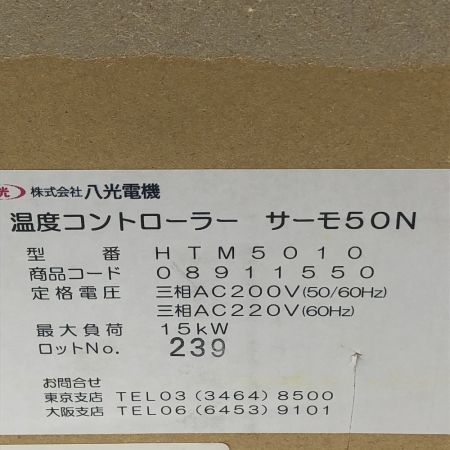 光 株式会社 八光電機
温度コントローラー サーモ50N
型番 HTM5010
商品コード 08911550
定格電圧 三相AC200V(50/60Hz)
三相AC220V(60Hz)
最大負荷 15kW
ロットNo. 239
お問合せ
東京支店 TEL03(3464)8500
大阪支店 TEL06(6453)9101